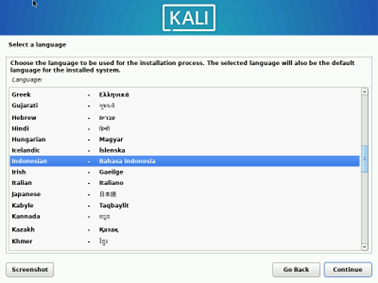 KALI
Select a language
Choose the language to be used for the installation process. The selected language will also be the default
language for the installed system.
Language:
Greek - Ελληνικά
Gujarati - ગુજરાતી
Hebrew - עברית
Hindi - हिन्दी
Hungarian - Magyar
Icelandic - Íslenska
Indonesian - Bahasa Indonesia
Irish - Gaeilge
Italian - Italiano
Japanese - 日本語
Kabyle - Taqbaylit
Kannada - ಕನ್ನಡ
Kazakh - Қазақ
Khmer - ខ្មែរ
Screenshot
Go Back
Continue